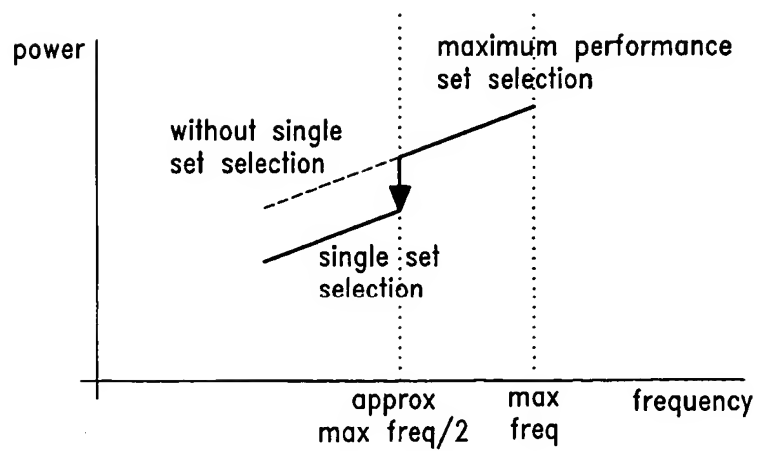 power
maximum performance
set selection
without single
set selection
single set
selection
approx
max freq/2
max
freq
frequency